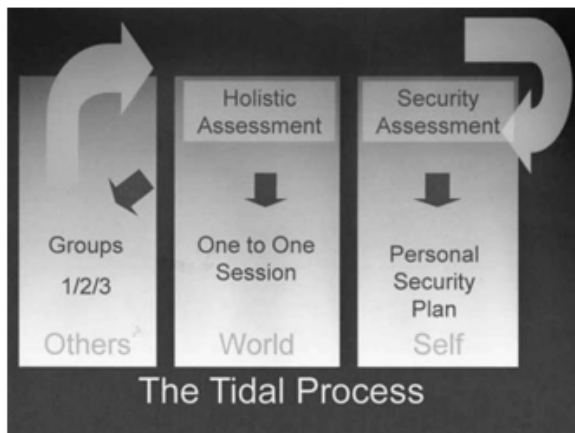 Holistic
Assessment
Security
Assessment
Groups
1/2/3
One to One
Session
Personal
Security
Plan
Others
World
Self
The Tidal Process